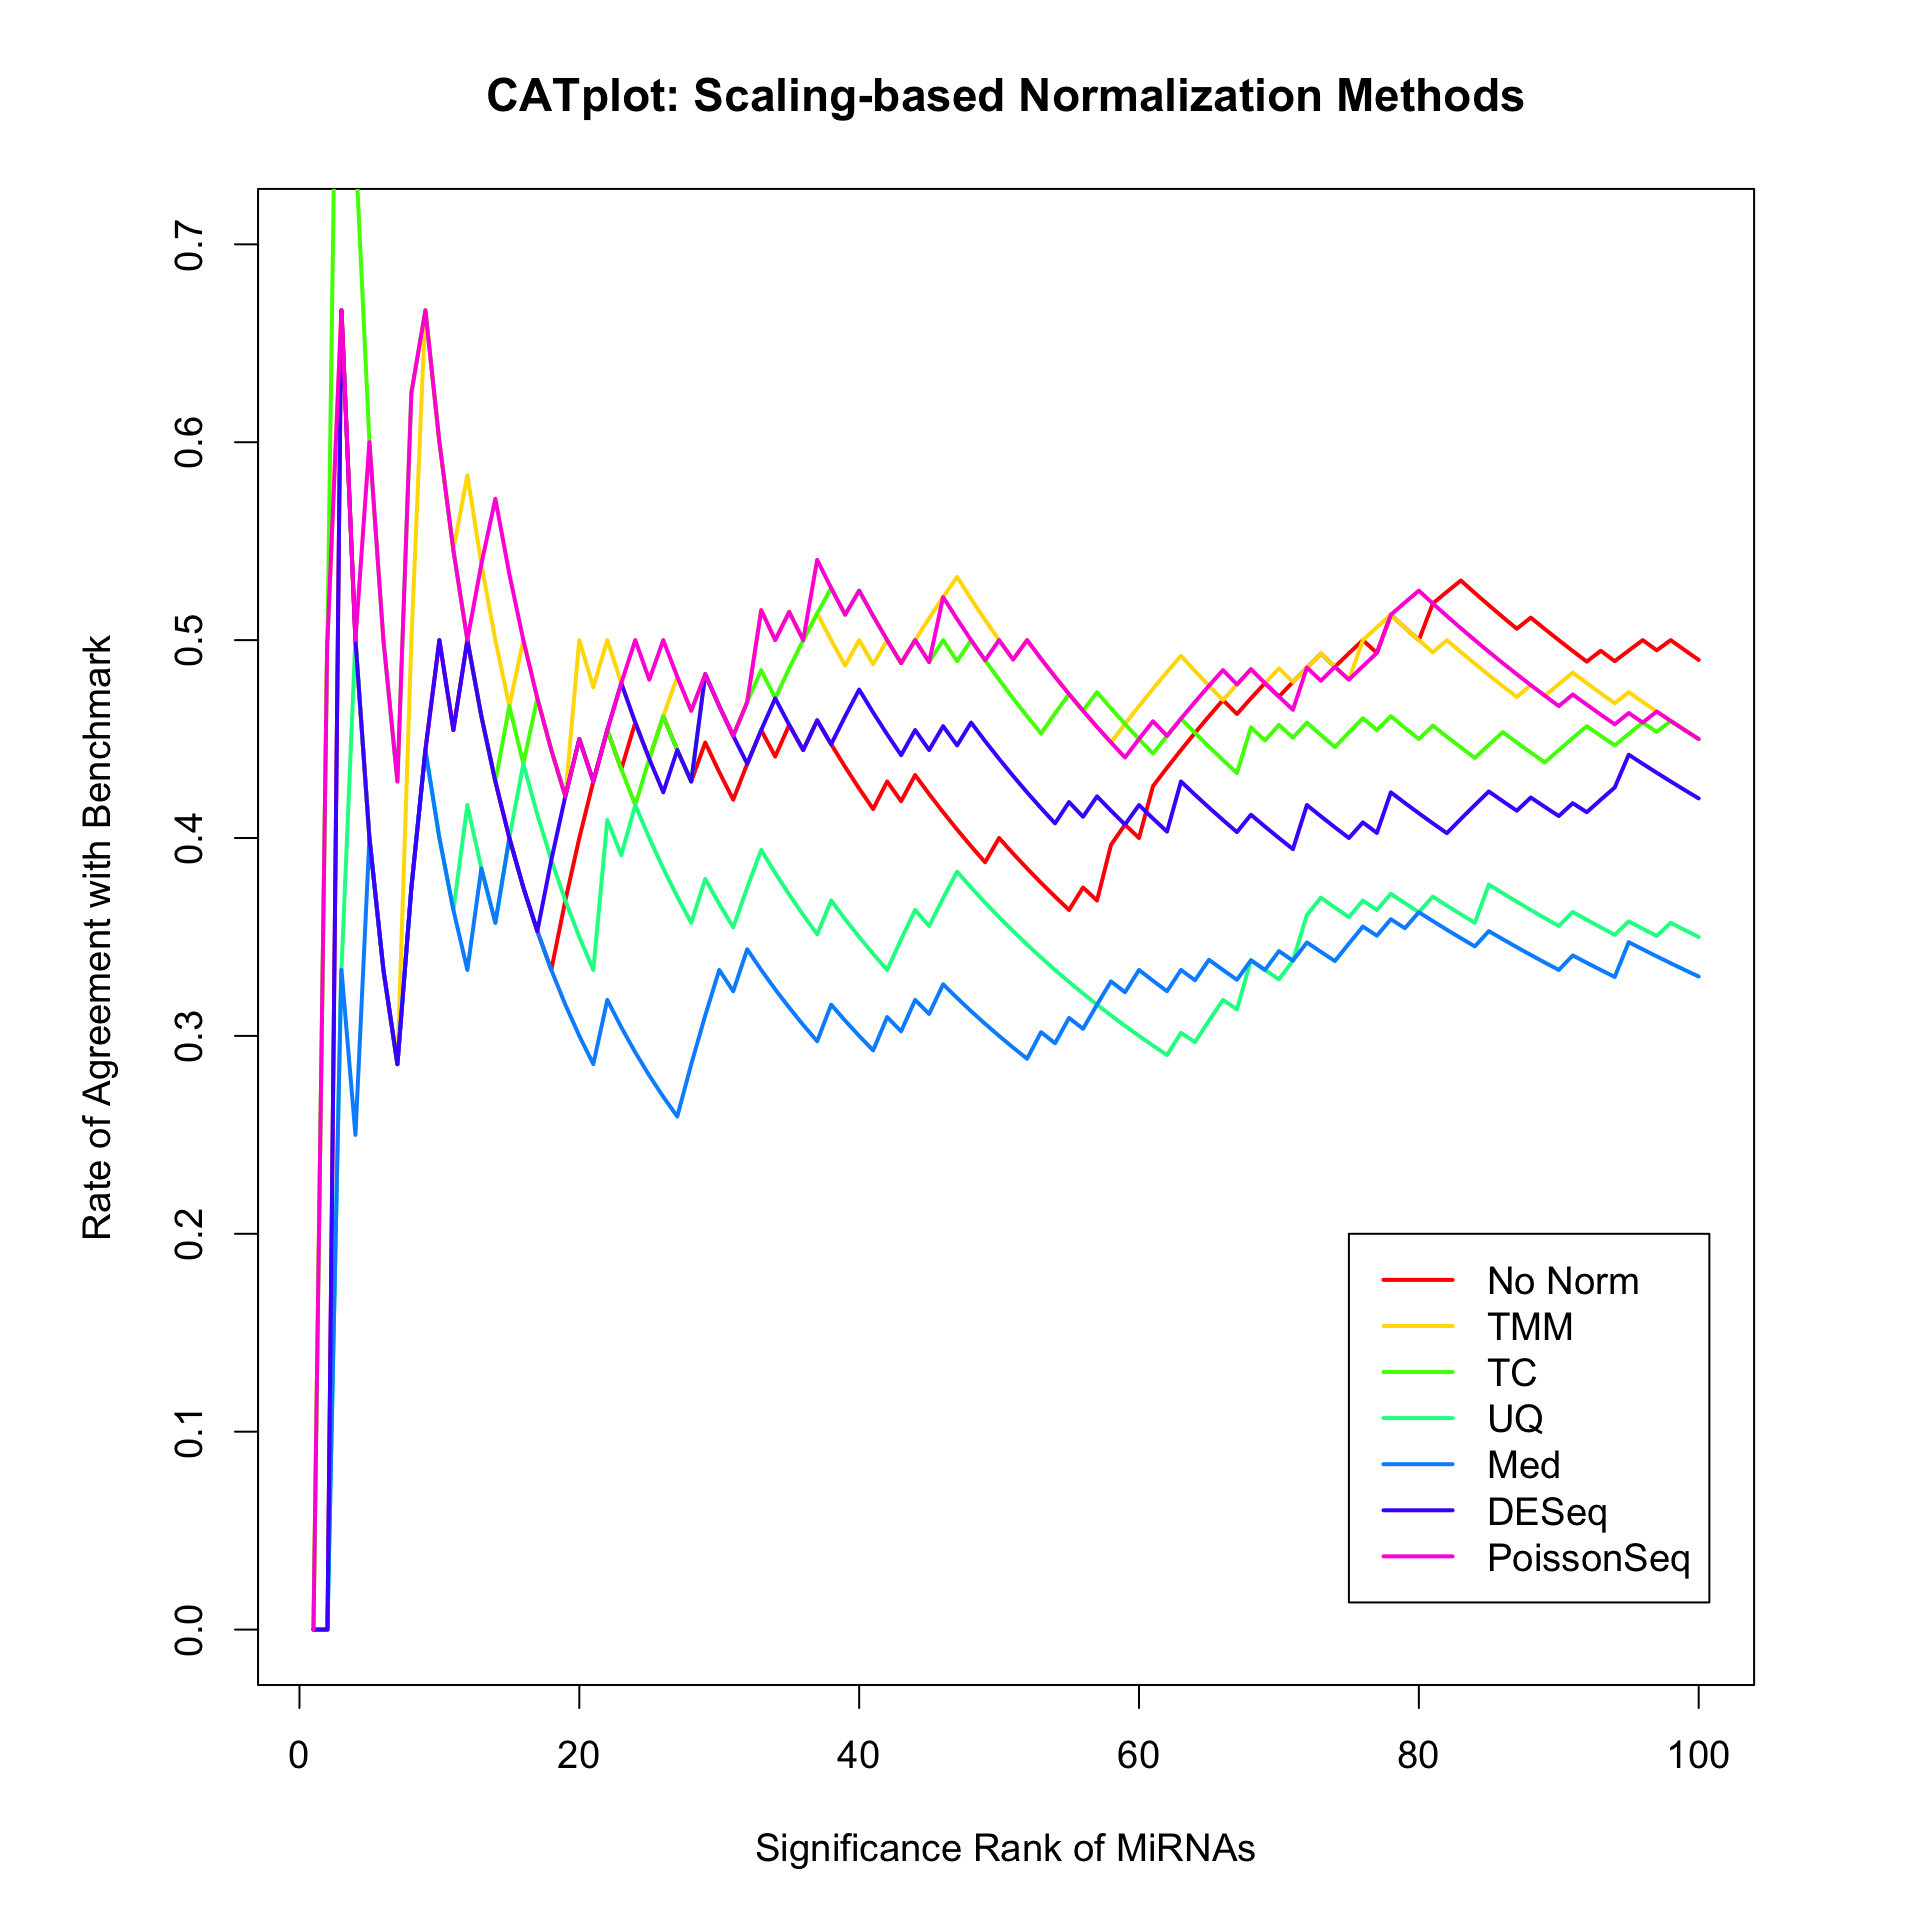 CATplot: Scaling-based Normalization Methods
Rate of Agreement with Benchmark
0.7
0.6
0.5
0.4
0.3
0.2
0.1
0.0
No Norm
TMM
TC
UQ
Med
DESeq
PoissonSeq
0 20 40 60 80 100
Significance Rank of MiRNAs